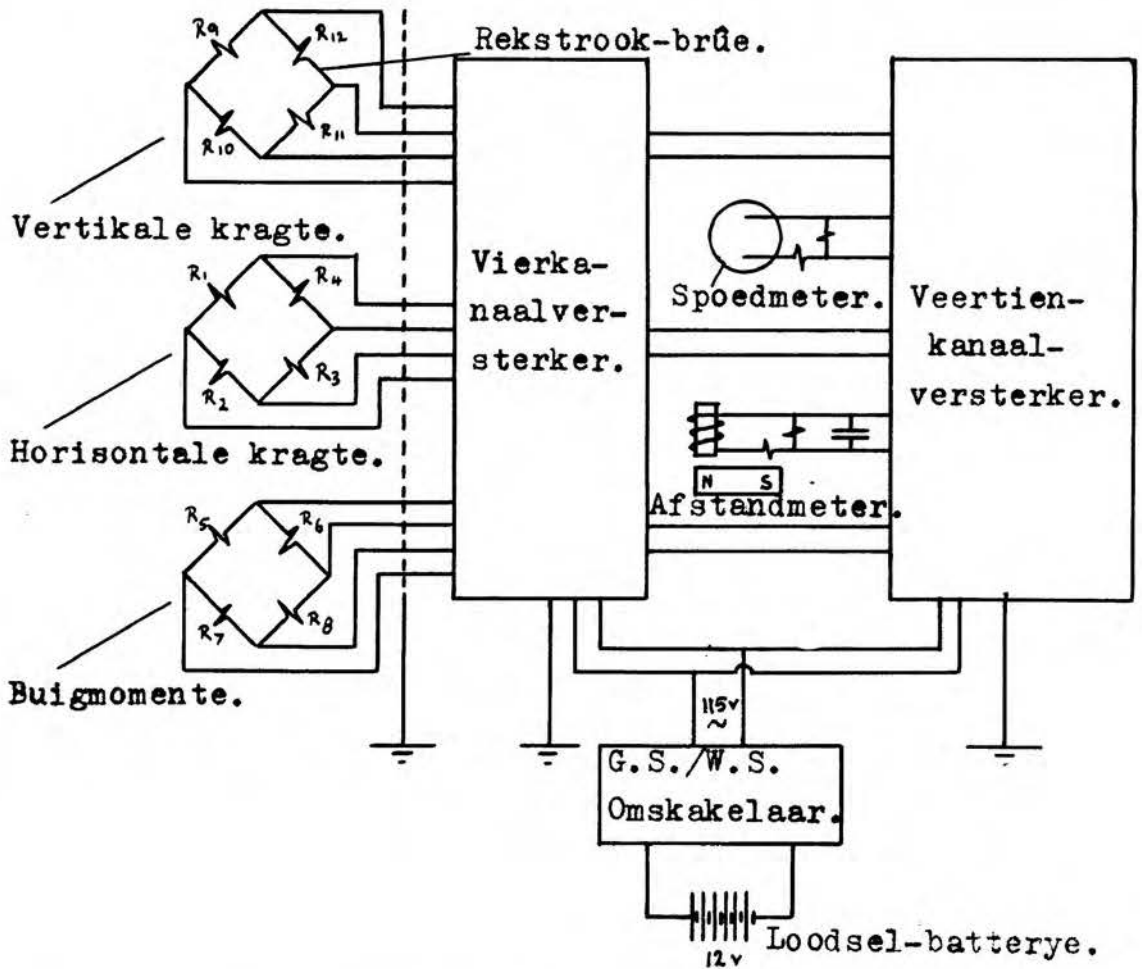 R9
R12
R10
R11
Rekstrook-brûe.
Vertikale kragte.
R1
R4
R2
R3
Horisontale kragte.
R5
R6
R7
R8
Buigmomente.
Vierka-
naalver-
sterker.
Spoedmeter.
N S
Afstandmeter.
Veertien-
kanaal-
versterker.
115v
~
G.S./W.S.
Omskakelaar.
12v
Loodsel-batterye.